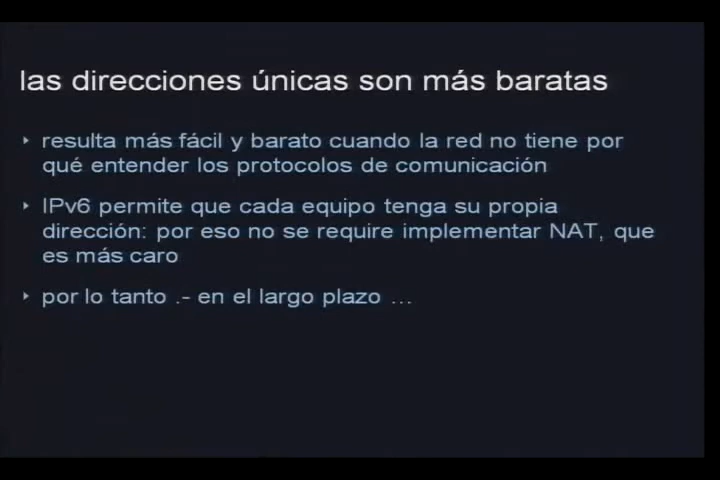 las direcciones únicas son más baratas
resulta más fácil y barato cuando la red no tiene por
qué entender los protocolos de comunicación
IPv6 permite que cada equipo tenga su propia
dirección: por eso no se require implementar NAT, que
es más caro
por lo tanto .- en el largo plazo ...